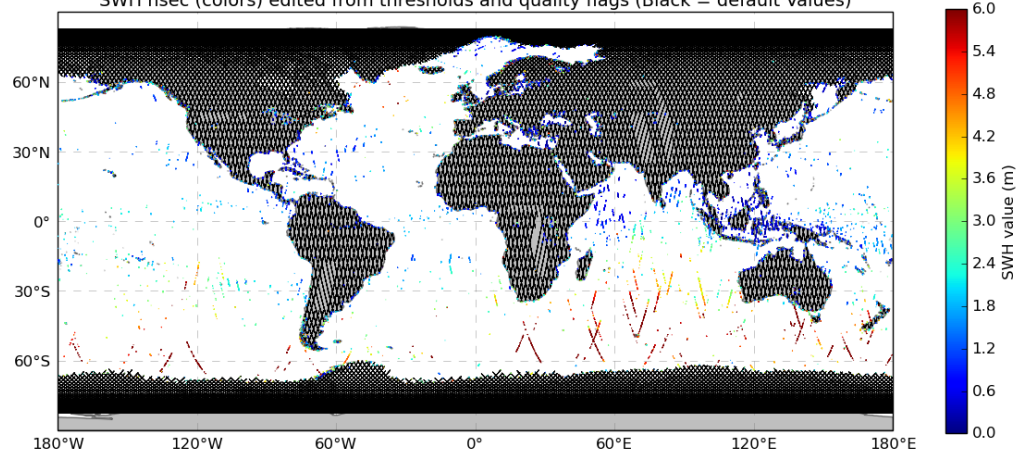 SWH (colors) edited from thresholds and quality flags (Black = default values)
6.0
5.4
4.8
4.2
3.6
3.0
2.4
1.8
1.2
0.6
0.0
SWH value (m)
60°N
30°N
0°
30°S
60°S
180°W
120°W
60°W
0°
60°E
120°E
180°E